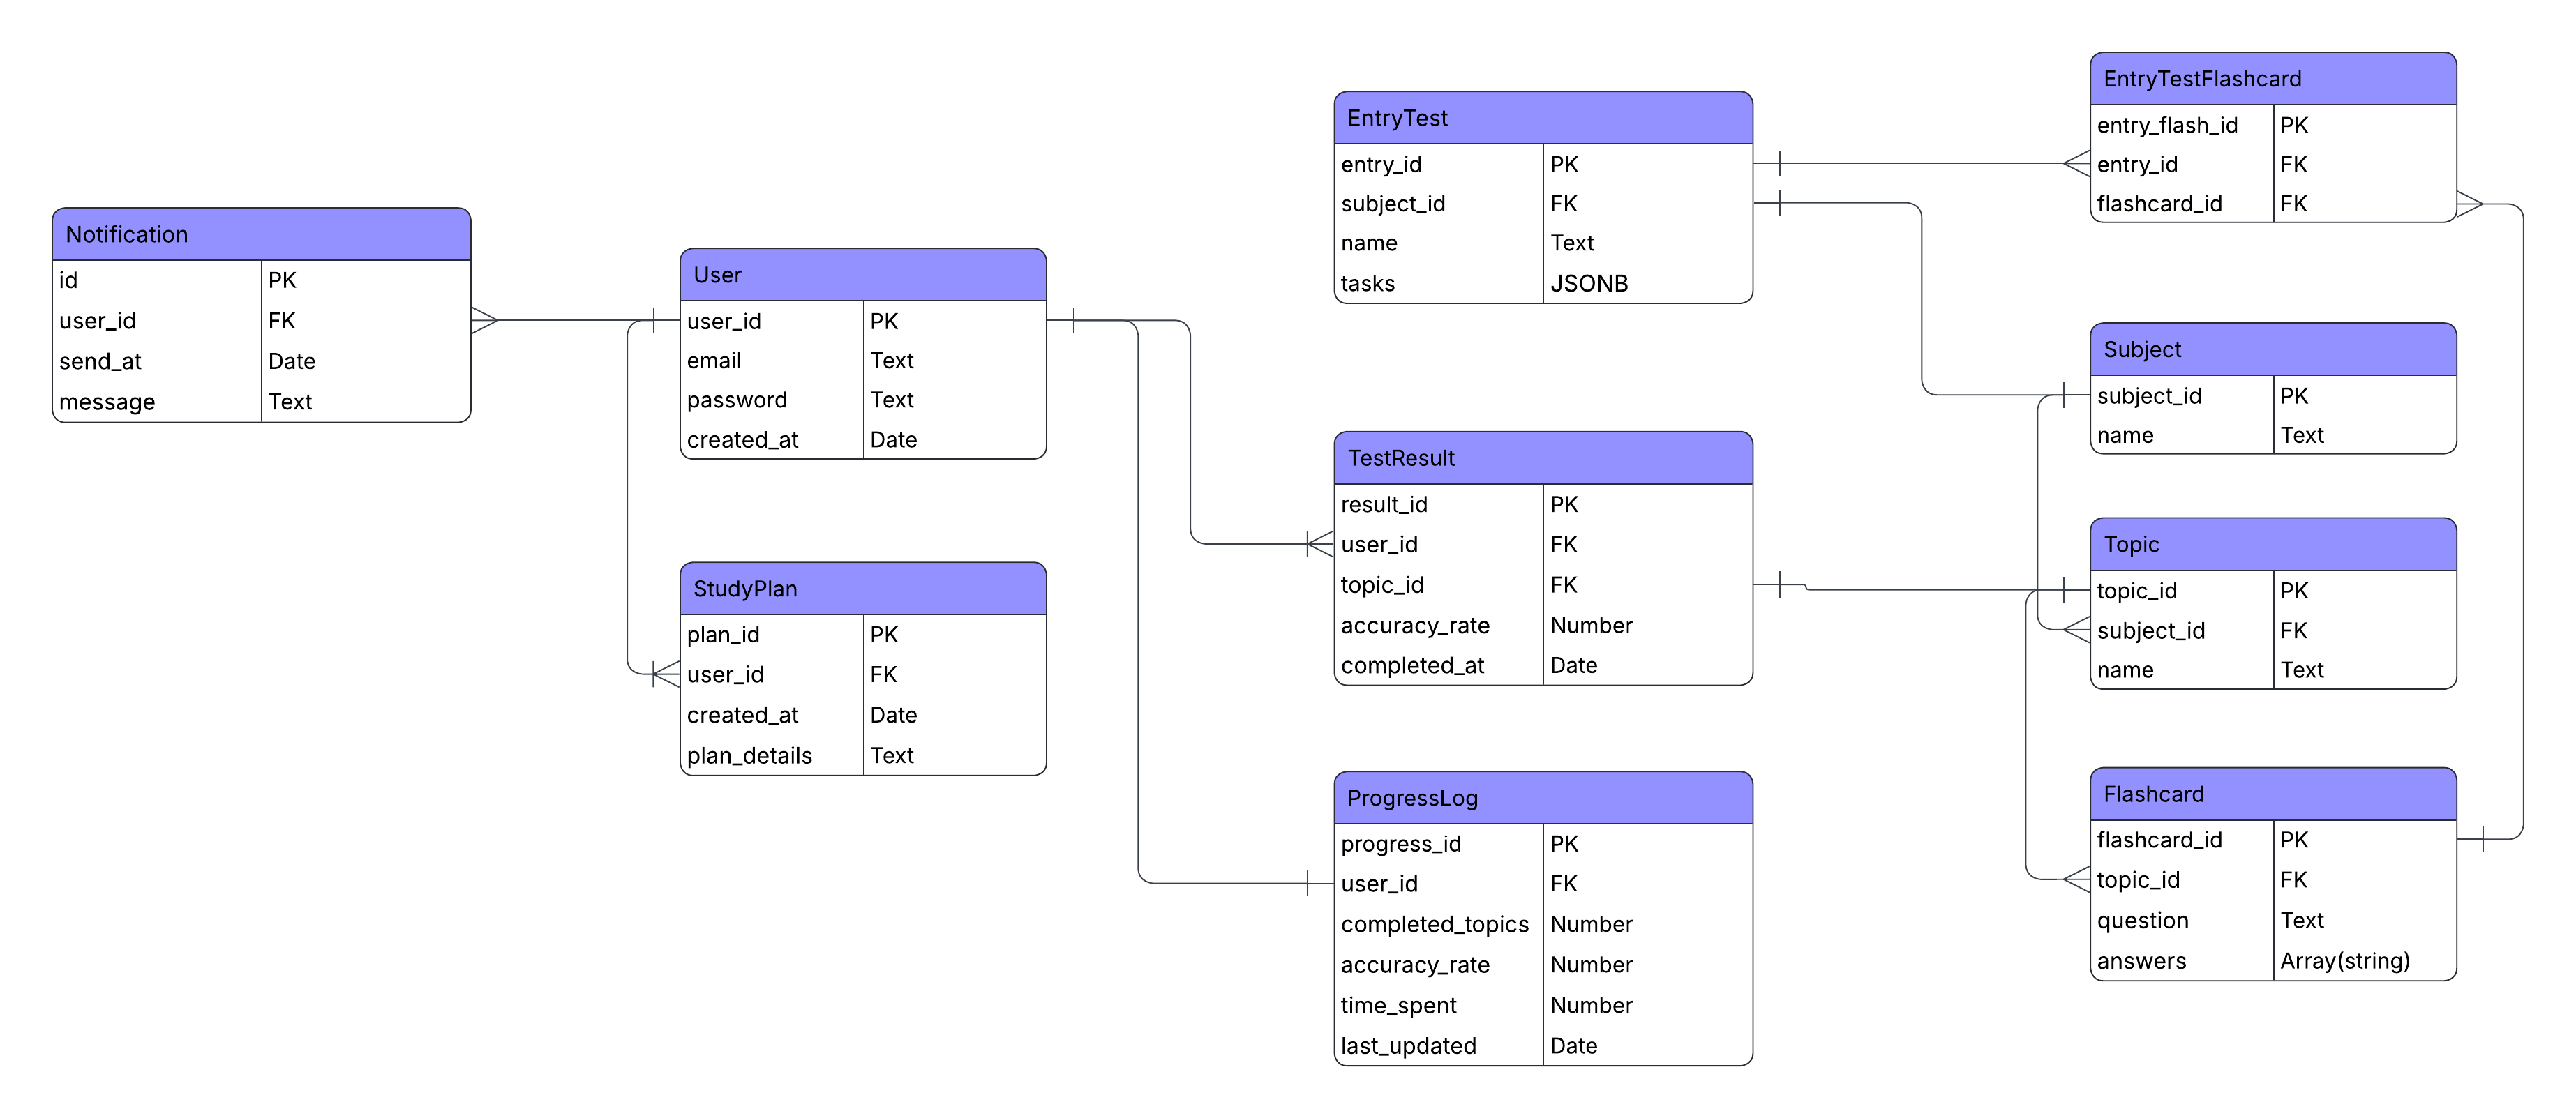 Notification
id PK
user_id FK
send_at Date
message Text
User
user_id PK
email Text
password Text
created_at Date
StudyPlan
plan_id PK
user_id FK
created_at Date
plan_details Text
EntryTest
entry_id PK
subject_id FK
name Text
tasks JSONB
TestResult
result_id PK
user_id FK
topic_id FK
accuracy_rate Number
completed_at Date
ProgressLog
progress_id PK
user_id FK
completed_topics Number
accuracy_rate Number
time_spent Number
last_updated Date
EntryTestFlashcard
entry_flash_id PK
entry_id FK
flashcard_id FK
Subject
subject_id PK
name Text
Topic
topic_id PK
subject_id FK
name Text
Flashcard
flashcard_id PK
topic_id FK
question Text
answers Array(string)